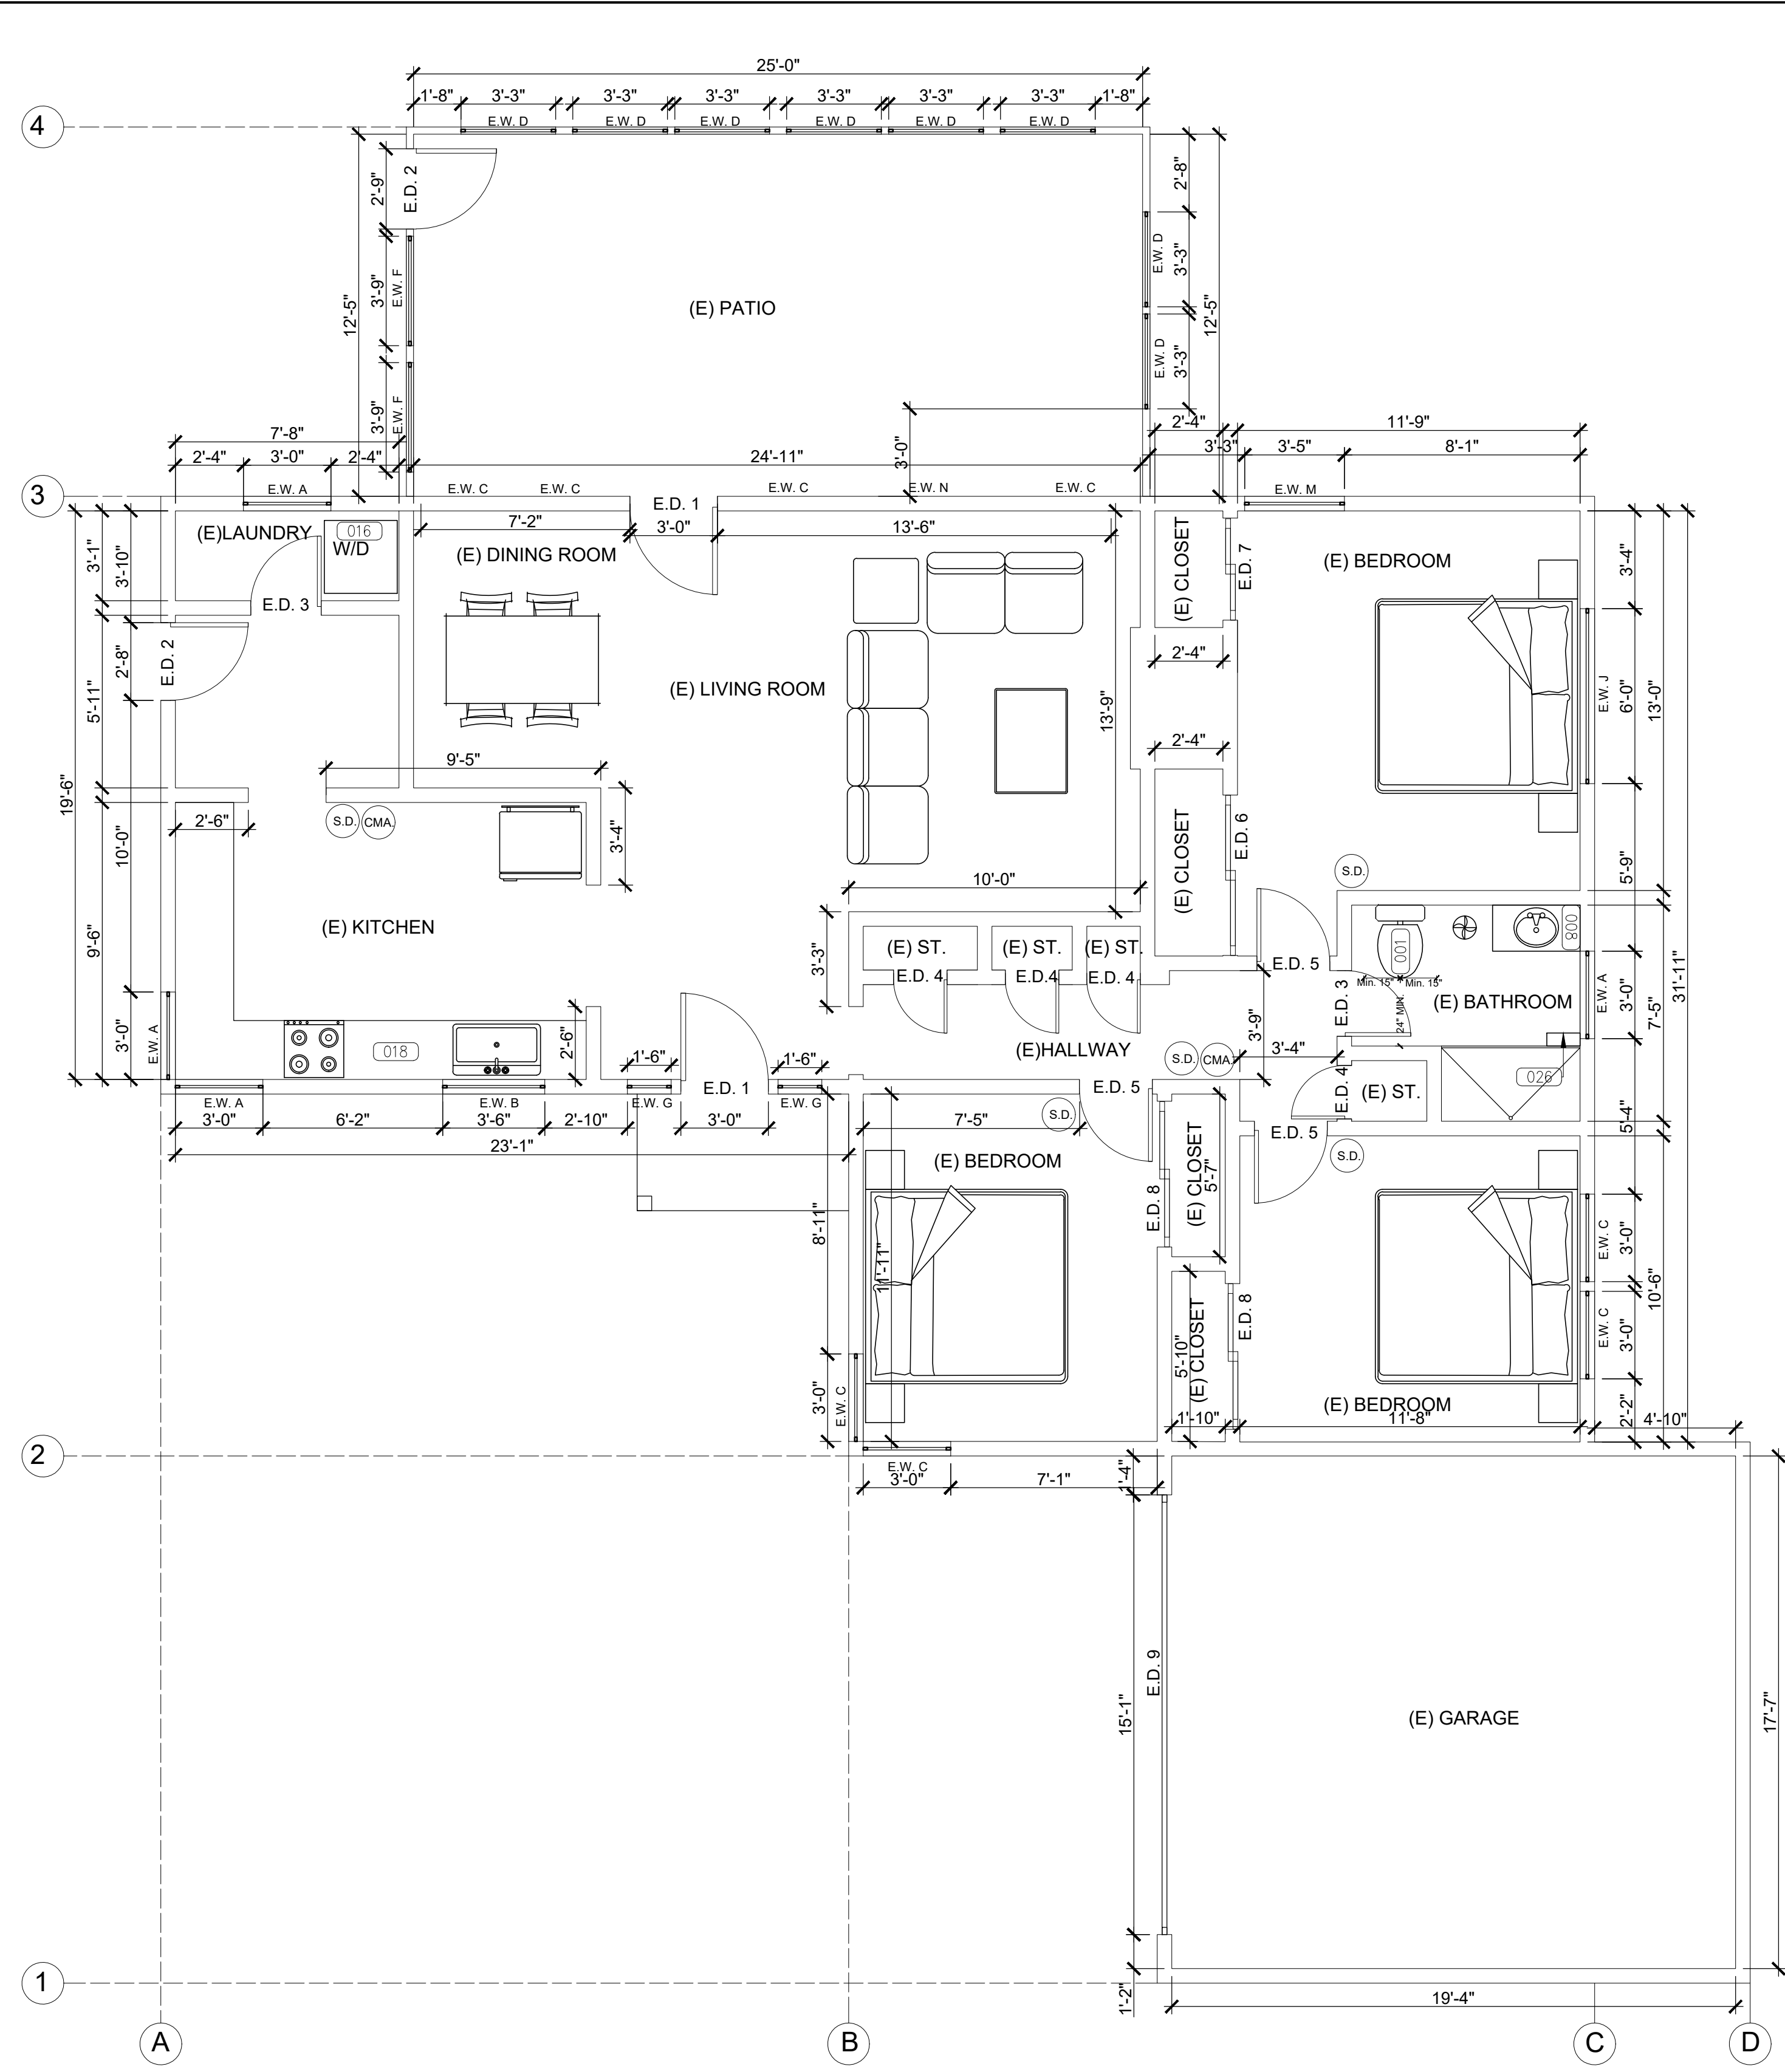 25'-0"
1'-8" 3'-3" 3'-3" 3'-3" 3'-3" 3'-3" 3'-3" 1'-8"
E.W. D E.W. D E.W. D E.W. D E.W. D E.W. D
4
2'-9"
E.D. 2
3'-9"
E.W. F
12'-5"
3'-9"
E.W. F
(E) PATIO
2'-8"
E.W. D
3'-3"
12'-5"
E.W. D
3'-3"
3'-0"
7'-8"
2'-4" 3'-0" 2'-4"
24'-11"
2'-4"
11'-9"
3'-3" 3'-5" 8'-1"
3
E.W. A
E.W. C E.W. C
E.D. 1
E.W. C E.W. N E.W. C
E.W. M
(E)LAUNDRY
016
W/D
7'-2" 3'-0" 13'-6"
(E) DINING ROOM
3'-1"
3'-10"
E.D. 3
E.D. 2
2'-8"
5'-11"
19'-6"
10'-0"
9'-6"
3'-0"
E.W. A
(E) LIVING ROOM
13'-9"
(E) CLOSET
E.D. 7
2'-4"
2'-4"
(E) CLOSET
E.D. 6
(E) BEDROOM
3'-4"
E.W. J
6'-0"
13'-0"
5'-9"
31'-11"
9'-5"
2'-6"
S.D. CMA.
3'-4"
(E) KITCHEN
10'-0"
3'-3"
(E) ST. (E) ST. (E) ST.
E.D. 4 E.D.4 E.D. 4
S.D.
E.D. 5
001
008
Min. 15" Min. 15"
24" MIN.
E.D. 3
(E) BATHROOM
E.W. A
3'-0"
7'-5"
018
2'-6"
1'-6"
E.D. 1
1'-6"
(E)HALLWAY
S.D. CMA.
3'-9"
3'-4"
E.D. 4
(E) ST.
026
5'-4"
E.W. A E.W. B E.W. G E.W. G
3'-0" 6'-2" 3'-6" 2'-10" 3'-0"
23'-1"
7'-5"
S.D.
E.D. 5
E.D. 5
S.D.
(E) BEDROOM
8'-11"
11'-11"
3'-0"
E.W. C
E.D. 8
(E) CLOSET
5'-7"
5'-10"
(E) CLOSET
E.D. 8
E.W. C
3'-0"
10'-6"
E.W. C
3'-0"
2'-2"
(E) BEDROOM
1'-10" 11'-8" 4'-10"
2
E.W. C
3'-0" 7'-1"
1'-4"
E.D. 9
15'-1"
(E) GARAGE
17'-7"
1
1'-2"
19'-4"
A B C D